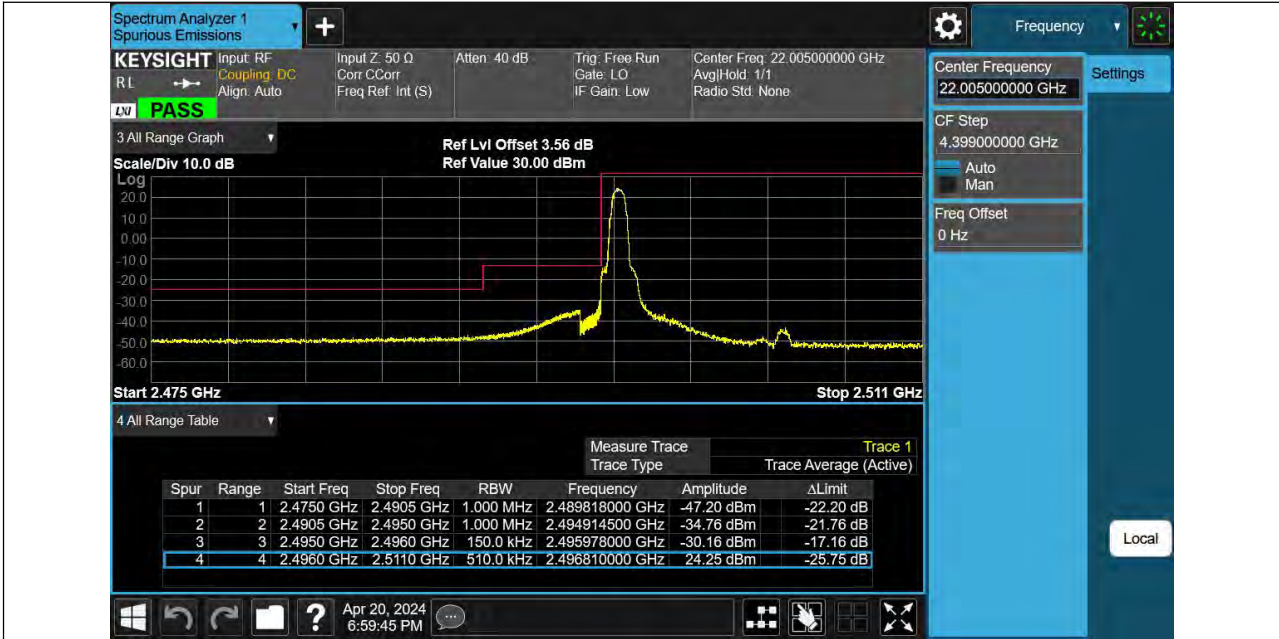 Spectrum Analyzer 1
Spurious Emissions
Frequency
KEYSIGHT
R L
LXI
PASS
Input: RF
Coupling: DC
Align: Auto
Input Z: 50 Ω
Corr CCorr
Freq Ref: Int (S)
Atten: 40 dB
Trig: Free Run
Gate: LO
IF Gain: Low
Center Freq: 22.005000000 GHz
Avg|Hold: 1/1
Radio Std: None
Center Frequency
22.005000000 GHz
Settings
CF Step
4.399000000 GHz
Auto
Man
Freq Offset
0 Hz
Local
3 All Range Graph
Scale/Div 10.0 dB
Ref Lvl Offset 3.56 dB
Ref Value 30.00 dBm
Log
20.0
10.0
0.00
-10.0
-20.0
-30.0
-40.0
-50.0
-60.0
Start 2.475 GHz Stop 2.511 GHz
4 All Range Table
Measure Trace Trace 1
Trace Type Trace Average (Active)
Spur Range Start Freq Stop Freq RBW Frequency Amplitude ΔLimit
1 1 2.4750 GHz 2.4905 GHz 1.000 MHz 2.489818000 GHz -47.20 dBm -22.20 dB
2 2 2.4905 GHz 2.4950 GHz 1.000 MHz 2.494914500 GHz -34.76 dBm -21.76 dB
3 3 2.4950 GHz 2.4960 GHz 150.0 kHz 2.495978000 GHz -30.16 dBm -17.16 dB
4 4 2.4960 GHz 2.5110 GHz 510.0 kHz 2.496810000 GHz 24.25 dBm -25.75 dB
Apr 20, 2024
6:59:45 PM